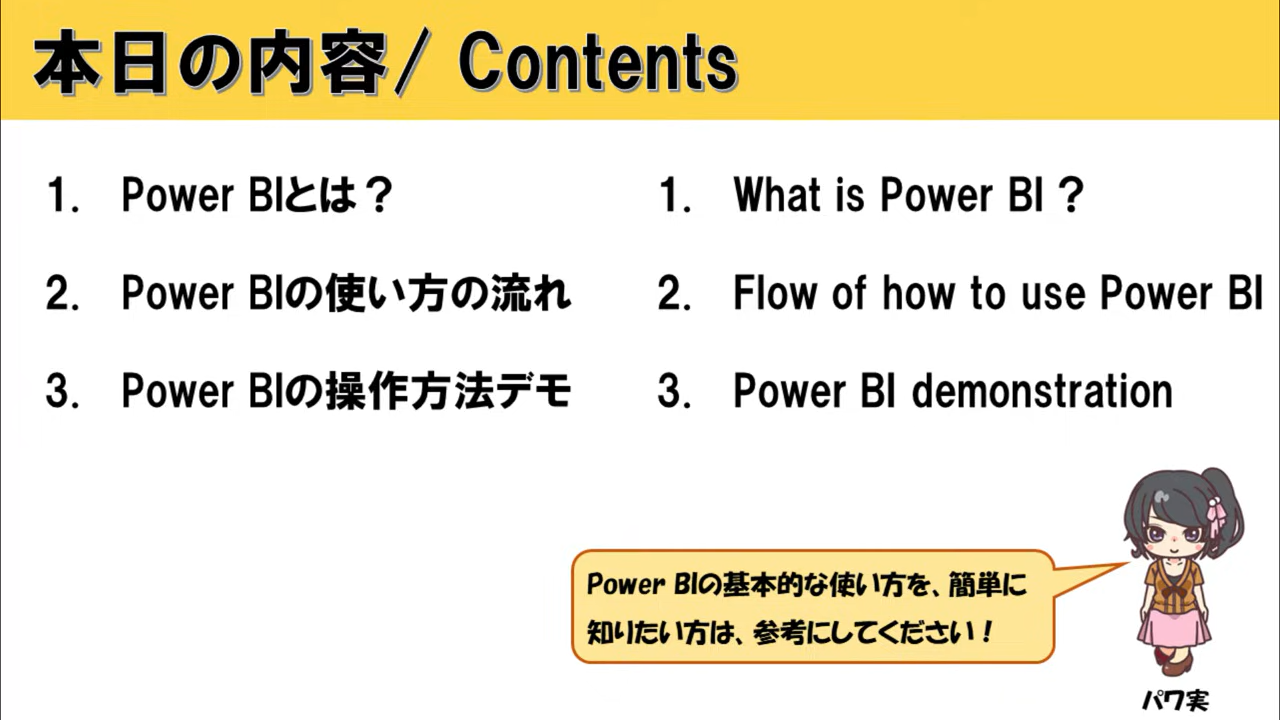 本日の内容/ Contents
1. Power BIとは？
2. Power BIの使い方の流れ
3. Power BIの操作方法デモ
1. What is Power BI ?
2. Flow of how to use Power BI
3. Power BI demonstration
Power BIの基本的な使い方を、簡単に
知りたい方は、参考にしてください！
パワ実